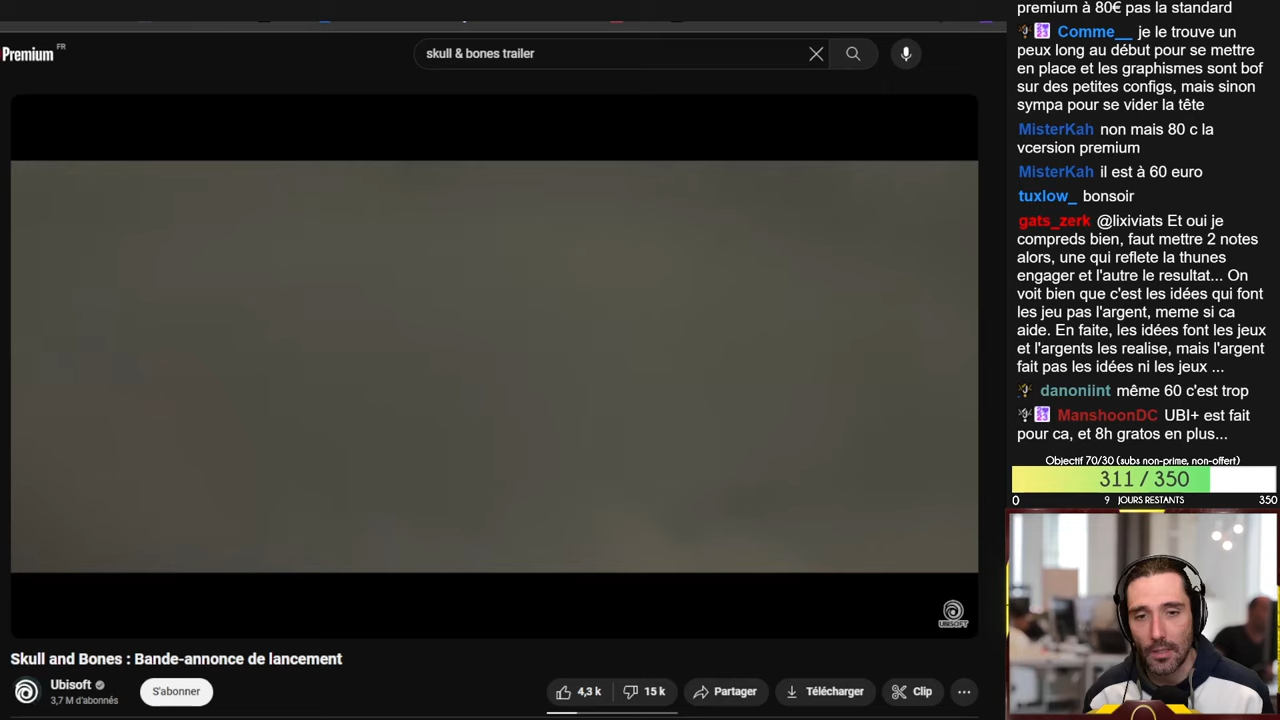 Premium FR
skull & bones trailer
UBISOFT
Skull and Bones : Bande-annonce de lancement
Ubisoft
3,7 M d'abonnés
S'abonner
4,3 k
15 k
Partager
Télécharger
Clip
premium à 80€ pas la standard
Comme__ je le trouve un
peux long au début pour se mettre
en place et les graphismes sont bof
sur des petites configs, mais sinon
sympa pour se vider la tête
MisterKah non mais 80 c la
vcersion premium
MisterKah il est à 60 euro
tuxlow_ bonsoir
gats_zerk @lixiviats Et oui je
compreds bien, faut mettre 2 notes
alors, une qui reflete la thunes
engager et l'autre le resultat... On
voit bien que c'est les idées qui font
les jeu pas l'argent, meme si ca
aide. En faite, les idées font les jeux
et l'argents les realise, mais l'argent
fait pas les idées ni les jeux ...
danoniint même 60 c'est trop
ManshoonDC UBI+ est fait
pour ca, et 8h gratos en plus...
Objectif 70/30 (subs non-prime, non-offert)
311 / 350
0 9 JOURS RESTANTS 350